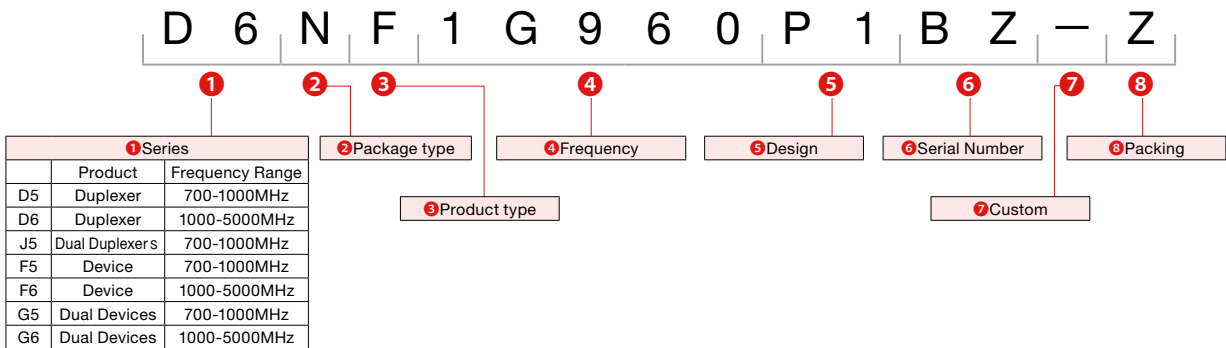 D 6 N F 1 G 9 6 0 P 1 B Z — Z
1 2 3 4 5 6 7 8
1Series 2Package type 4Frequency 5Design 6Serial Number 8Packing
Product Frequency Range
D5 Duplexer 700-1000MHz
3Product type 7Custom
D6 Duplexer 1000-5000MHz
J5 Dual Duplexers 700-1000MHz
F5 Device 700-1000MHz
F6 Device 1000-5000MHz
G5 Dual Devices 700-1000MHz
G6 Dual Devices 1000-5000MHz